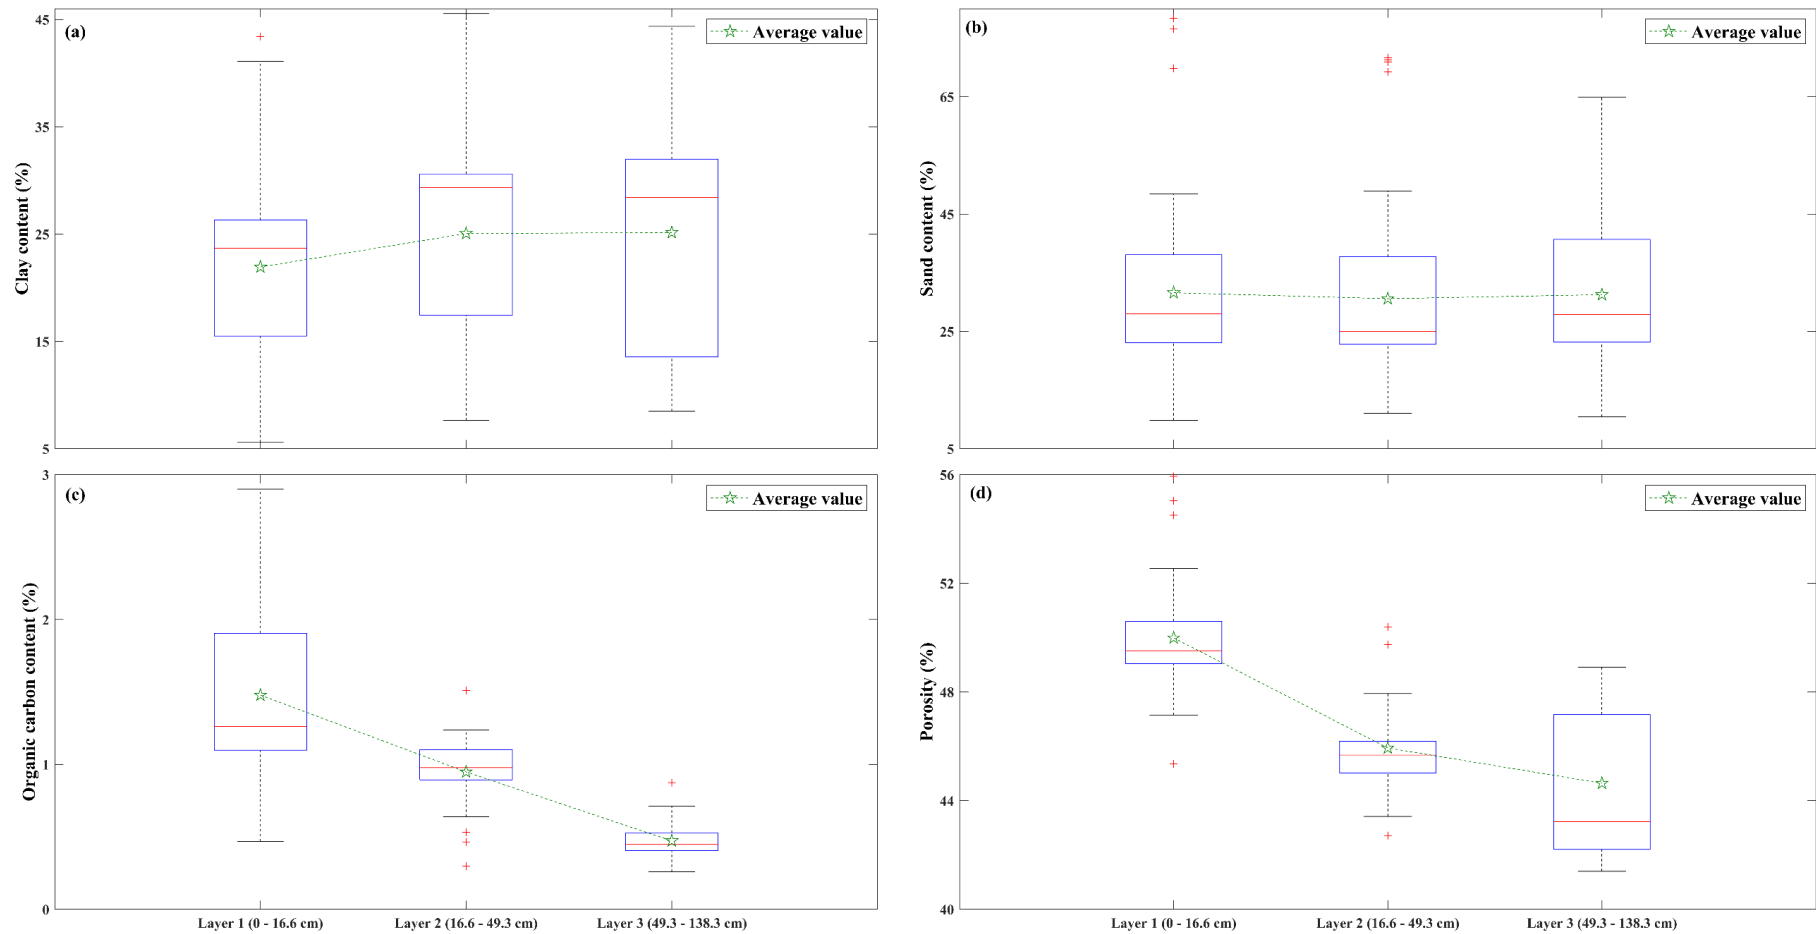 (a)
Average value
45
35
25
15
5
Clay content (%)
(b)
Average value
65
45
25
5
Sand content (%)
(c)
Average value
3
2
1
0
Organic carbon content (%)
Layer 1 (0 - 16.6 cm)
Layer 2 (16.6 - 49.3 cm)
Layer 3 (49.3 - 138.3 cm)
(d)
Average value
56
52
48
44
40
Porosity (%)
Layer 1 (0 - 16.6 cm)
Layer 2 (16.6 - 49.3 cm)
Layer 3 (49.3 - 138.3 cm)